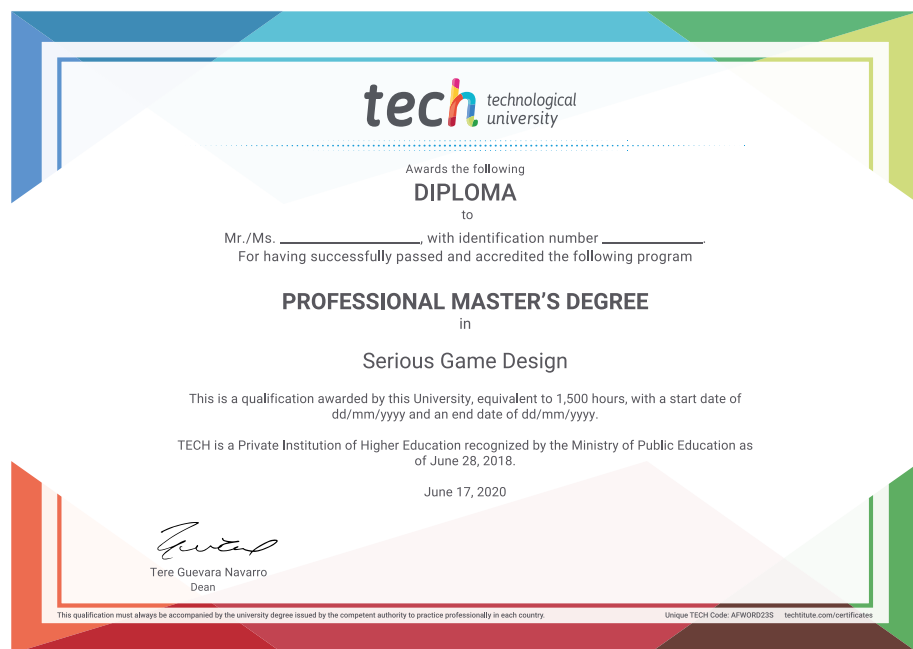 tech technological
university
Awards the following
DIPLOMA
to
Mr./Ms. ____________________, with identification number ______________.
For having successfully passed and accredited the following program
PROFESSIONAL MASTER'S DEGREE
in
Serious Game Design
This is a qualification awarded by this University, equivalent to 1,500 hours, with a start date of
dd/mm/yyyy and an end date of dd/mm/yyyy.
TECH is a Private Institution of Higher Education recognized by the Ministry of Public Education as
of June 28, 2018.
June 17, 2020
Tere Guevara Navarro
Dean
This qualification must always be accompanied by the university degree issued by the competent authority to practice professionally in each country.
Unique TECH Code: AFWORD23S techtitute.com/certificates